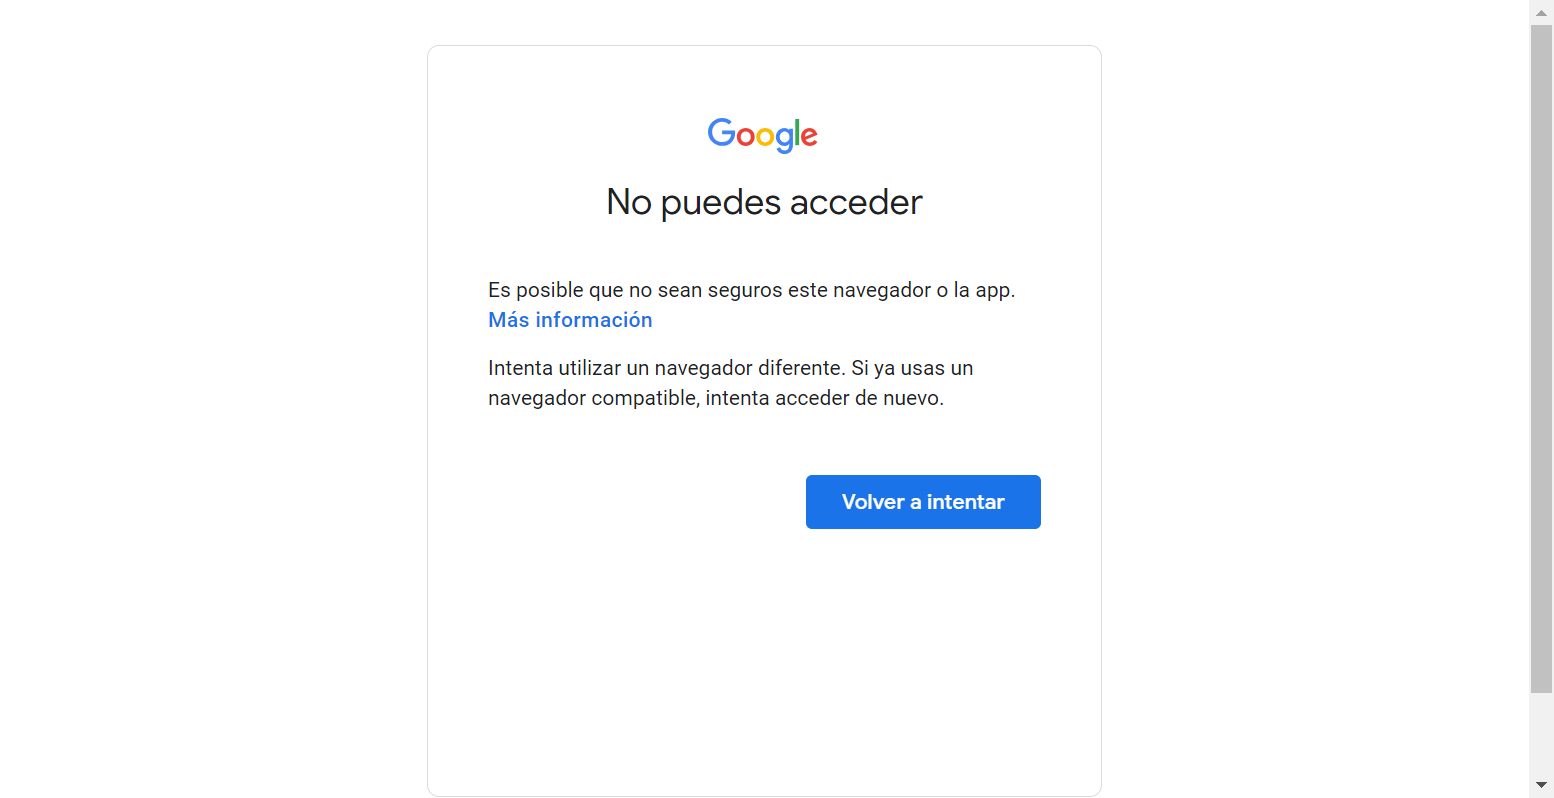 Google
No puedes acceder
Es posible que no sean seguros este navegador o la app.
Más información
Intenta utilizar un navegador diferente. Si ya usas un
navegador compatible, intenta acceder de nuevo.
Volver a intentar